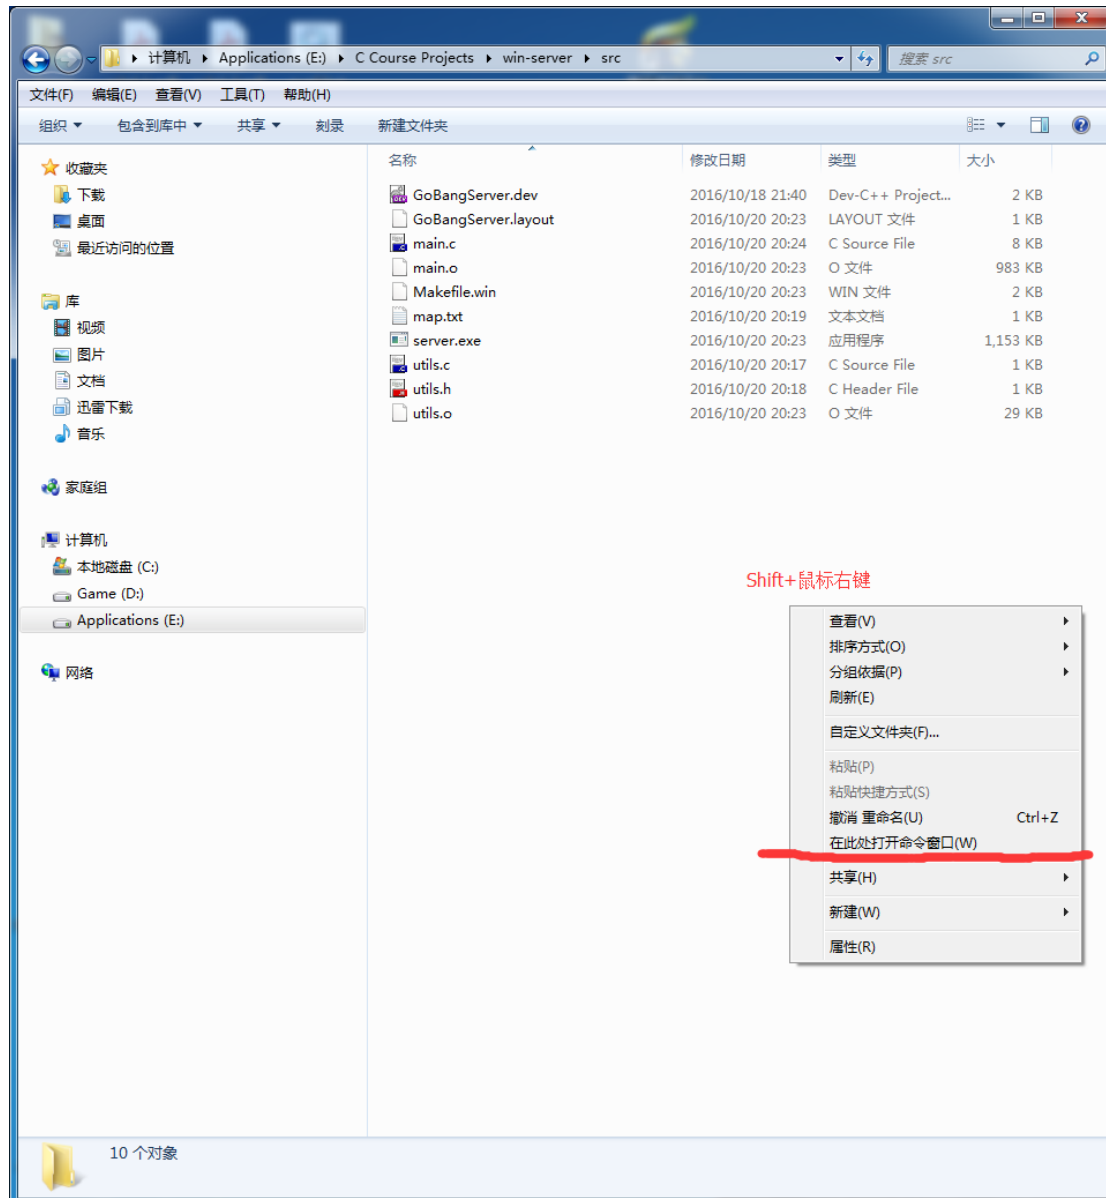 计算机 Applications (E:) C Course Projects win-server src 搜索 src
文件(F) 编辑(E) 查看(V) 工具(T) 帮助(H)
组织 包含到库中 共享 刻录 新建文件夹
收藏夹
下载
桌面
最近访问的位置
库
视频
图片
文档
迅雷下载
音乐
家庭组
计算机
本地磁盘 (C:)
Game (D:)
Applications (E:)
网络
名称 修改日期 类型 大小
GoBangServer.dev 2016/10/18 21:40 Dev-C++ Project... 2 KB
GoBangServer.layout 2016/10/20 20:23 LAYOUT 文件 1 KB
main.c 2016/10/20 20:24 C Source File 8 KB
main.o 2016/10/20 20:23 O 文件 983 KB
Makefile.win 2016/10/20 20:23 WIN 文件 2 KB
map.txt 2016/10/20 20:19 文本文档 1 KB
server.exe 2016/10/20 20:23 应用程序 1,153 KB
utils.c 2016/10/20 20:17 C Source File 1 KB
utils.h 2016/10/20 20:18 C Header File 1 KB
utils.o 2016/10/20 20:23 O 文件 29 KB
Shift+鼠标右键
查看(V)
排序方式(O)
分组依据(P)
刷新(E)
自定义文件夹(F)...
粘贴(P)
粘贴快捷方式(S)
撤消 重命名(U) Ctrl+Z
在此处打开命令窗口(W)
共享(H)
新建(W)
属性(R)
10 个对象